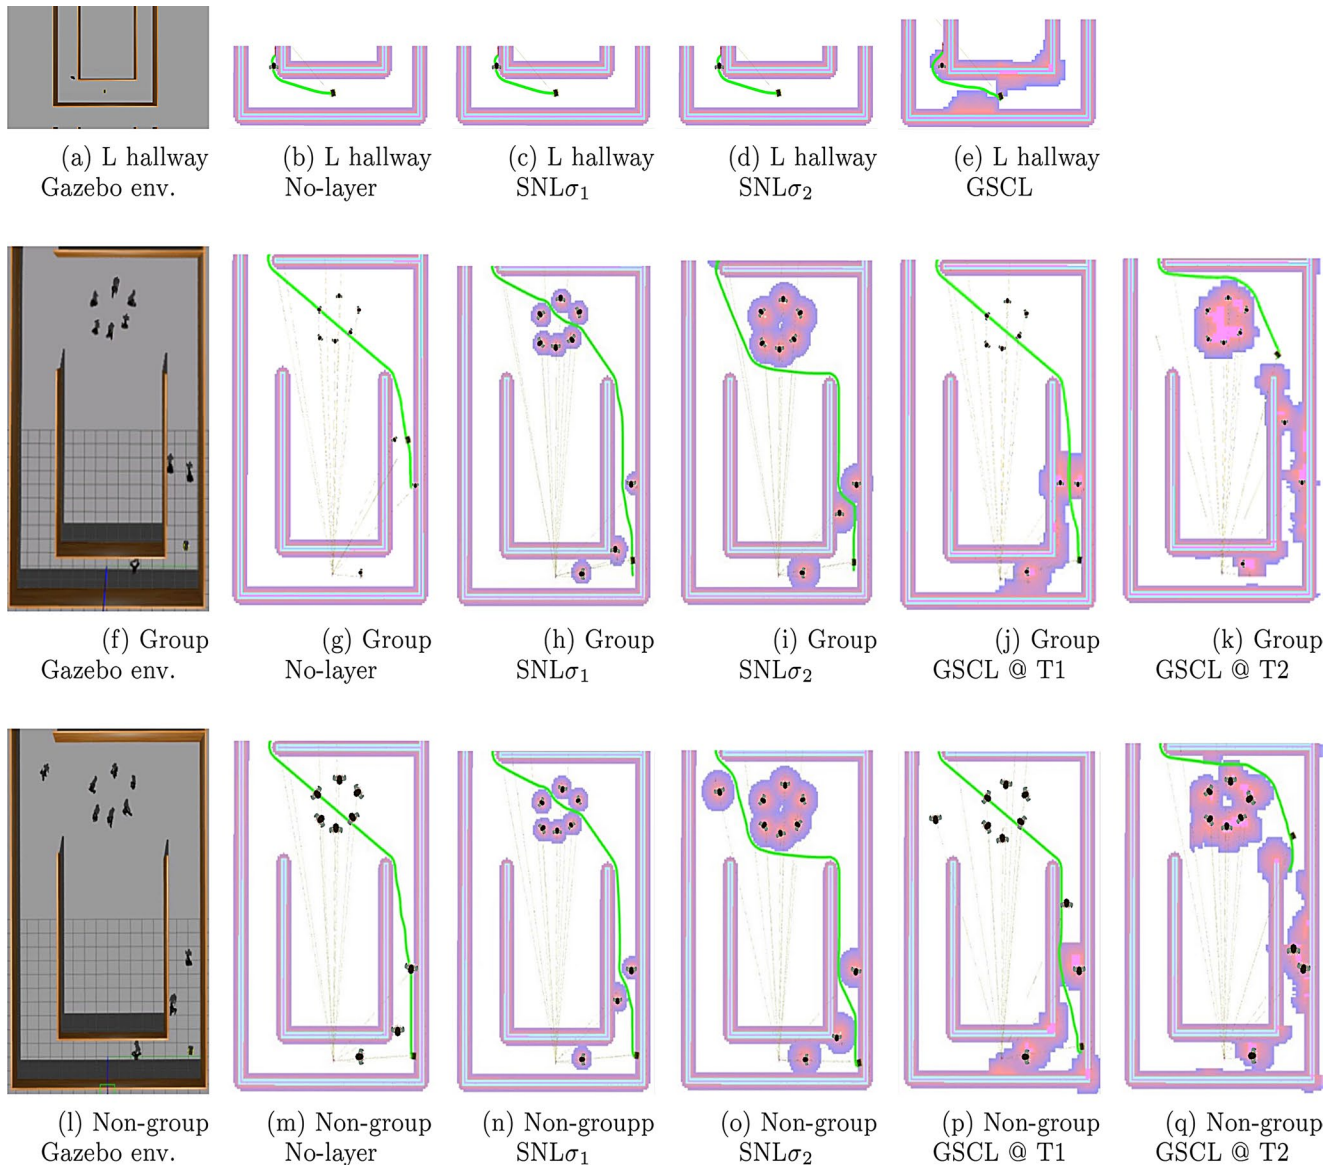 (a) L hallway
Gazebo env.
(b) L hallway
No-layer
(c) L hallway
SNLσ₁
(d) L hallway
SNLσ₂
(e) L hallway
GSCL
(f) Group
Gazebo env.
(g) Group
No-layer
(h) Group
SNLσ₁
(i) Group
SNLσ₂
(j) Group
GSCL @ T1
(k) Group
GSCL @ T2
(l) Non-group
Gazebo env.
(m) Non-group
No-layer
(n) Non-groupp
SNLσ₁
(o) Non-group
SNLσ₂
(p) Non-group
GSCL @ T1
(q) Non-group
GSCL @ T2